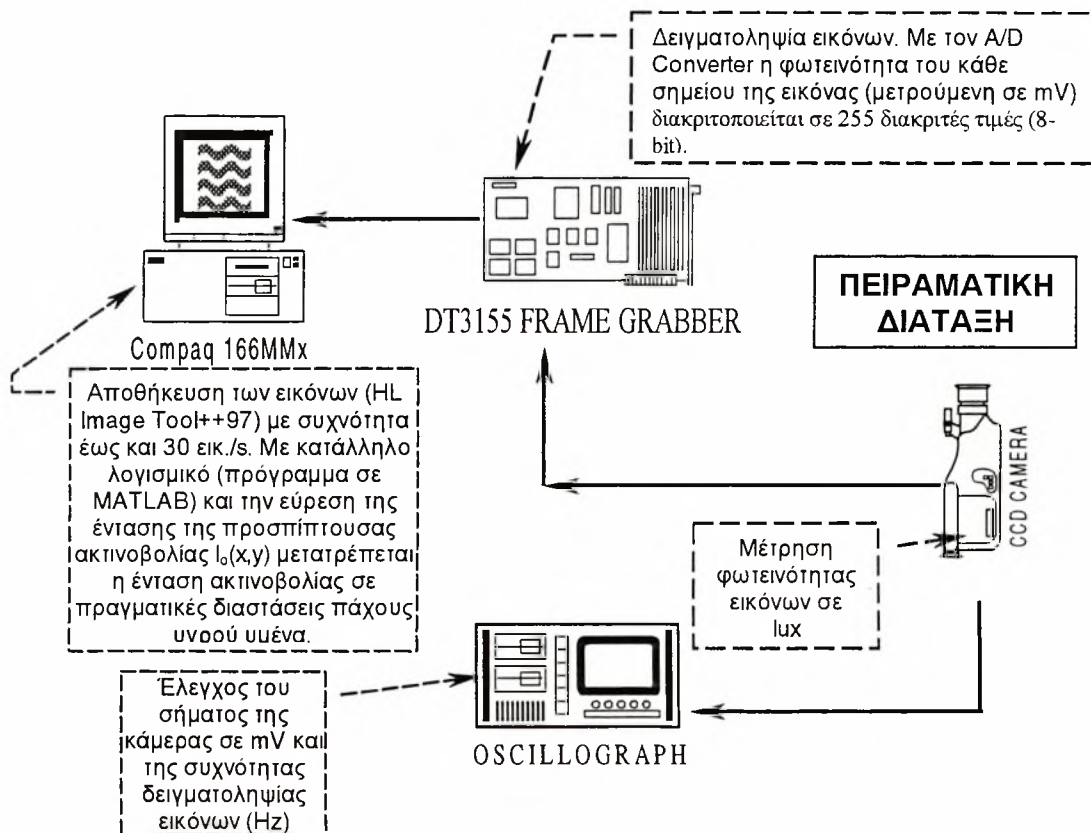 Δειγματοληψία εικόνων. Με τον A/D
Converter η φωτεινότητα του κάθε
σημείου της εικόνας (μετρούμενη σε mV)
διακριτοποιείται σε 255 διακριτές τιμές (8-
bit).
ΠΕΙΡΑΜΑΤΙΚΗ
ΔΙΑΤΑΞΗ
DT3155 FRAME GRABBER
Compaq 166MMx
Αποθήκευση των εικόνων (HL
Image Tool++97) με συχνότητα
έως και 30 εικ./s. Με κατάλληλο
λογισμικό (πρόγραμμα σε
MATLAB) και την εύρεση της
έντασης της προσπίπτουσας
ακτινοβολίας Iₒ(x,y) μετατρέπεται
η ένταση ακτινοβολίας σε
πραγματικές διαστάσεις πάχους
υγρού υμένα.
CCD CAMERA
Μέτρηση
φωτεινότητας
εικόνων σε
lux
OSCILLOGRAPH
Έλεγχος του
σήματος της
κάμερας σε mV και
της συχνότητας
δειγματοληψίας
εικόνων (Hz)